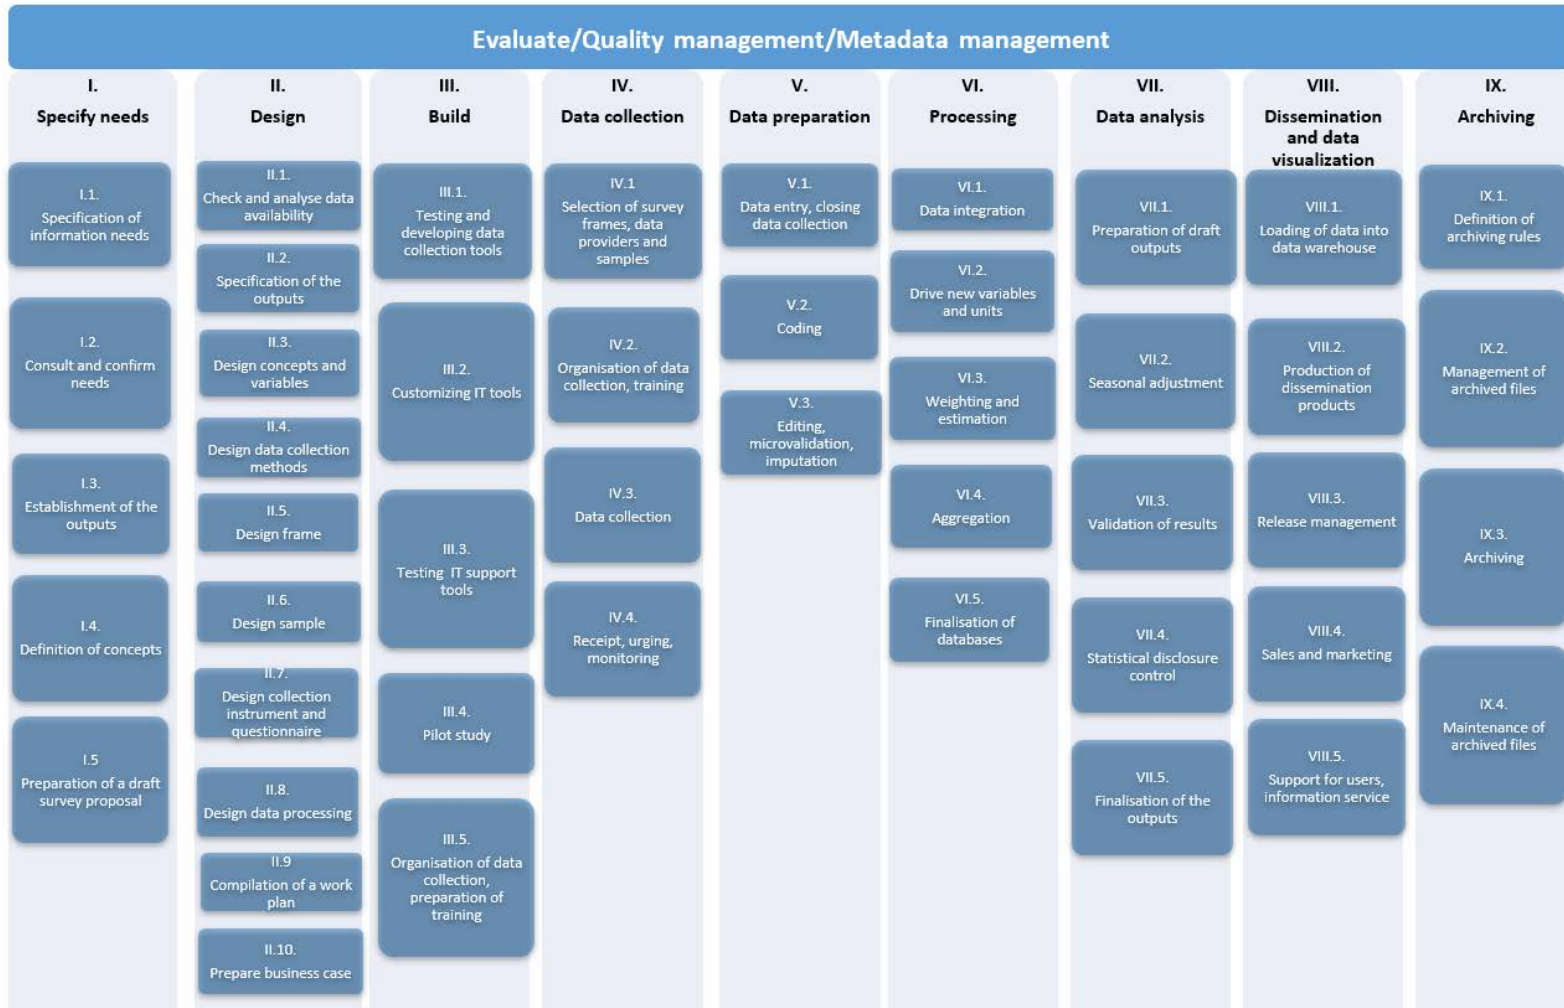 Evaluate/Quality management/Metadata management
I.
Specify needs
I.1.
Specification of
information needs
I.2.
Consult and confirm
needs
I.3.
Establishment of the
outputs
I.4.
Definition of concepts
I.5
Preparation of a draft
survey proposal
II.
Design
II.1.
Check and analyse data
availability
II.2.
Specification of the
outputs
II.3.
Design concepts and
variables
II.4.
Design data collection
methods
II.5.
Design frame
II.6.
Design sample
II.7.
Design collection
instrument and
questionnaire
II.8.
Design data processing
II.9
Compilation of a work
plan
II.10.
Prepare business case
III.
Build
III.1.
Testing and
developing data
collection tools
III.2.
Customizing IT tools
III.3.
Testing IT support
tools
III.4.
Pilot study
III.5.
Organisation of data
collection,
preparation of
training
IV.
Data collection
IV.1
Selection of survey
frames, data
providers and
samples
IV.2.
Organisation of data
collection, training
IV.3.
Data collection
IV.4.
Receipt, urging,
monitoring
V.
Data preparation
V.1.
Data entry, closing
data collection
V.2.
Coding
V.3.
Editing,
microvalidation,
imputation
VI.
Processing
VI.1.
Data integration
VI.2.
Drive new variables
and units
VI.3.
Weighting and
estimation
VI.4.
Aggregation
VI.5.
Finalisation of
databases
VII.
Data analysis
VII.1.
Preparation of draft
outputs
VII.2.
Seasonal adjustment
VII.3.
Validation of results
VII.4.
Statistical disclosure
control
VII.5.
Finalisation of the
outputs
VIII.
Dissemination
and data
visualization
VIII.1.
Loading of data into
data warehouse
VIII.2.
Production of
dissemination
products
VIII.3.
Release management
VIII.4.
Sales and marketing
VIII.5.
Support for users,
information service
IX.
Archiving
IX.1.
Definition of
archiving rules
IX.2.
Management of
archived files
IX.3.
Archiving
IX.4.
Maintenance of
archived files